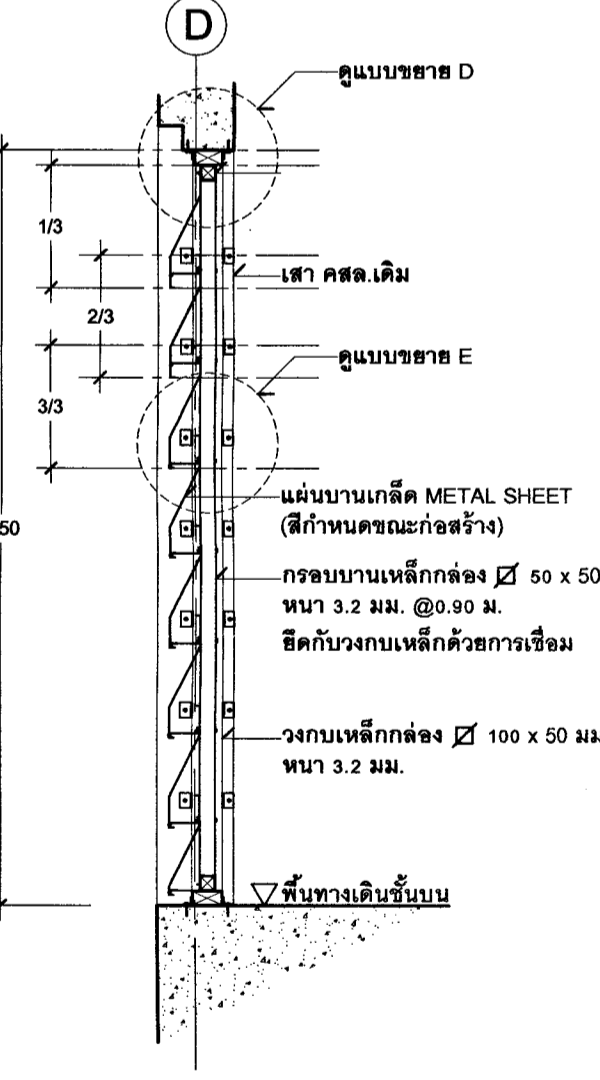 D
ดูแบบขยาย D
1/3
เสา คสล.เดิม
2/3
ดูแบบขยาย E
3/3
แผ่นบานเกล็ด METAL SHEET
(สีกำหนดขณะก่อสร้าง)
50
กรอบบานเหล็กกล่อง 50 x 50
หนา 3.2 มม. @0.90 ม.
ยึดกับวงกบเหล็กด้วยการเชื่อม
วงกบเหล็กกล่อง 100 x 50 มม
หนา 3.2 มม.
พื้นทางเดินชั้นบน